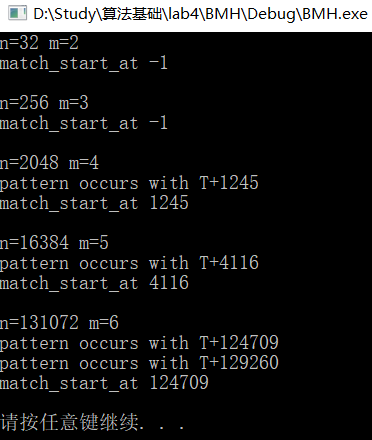 D:\Study\算法基础\lab4\BMH\Debug\BMH.exe
n=32 m=2
match_start_at -1
n=256 m=3
match_start_at -1
n=2048 m=4
pattern occurs with T+1245
match_start_at 1245
n=16384 m=5
pattern occurs with T+4116
match_start_at 4116
n=131072 m=6
pattern occurs with T+124709
pattern occurs with T+129260
match_start_at 124709
请按任意键继续. . .